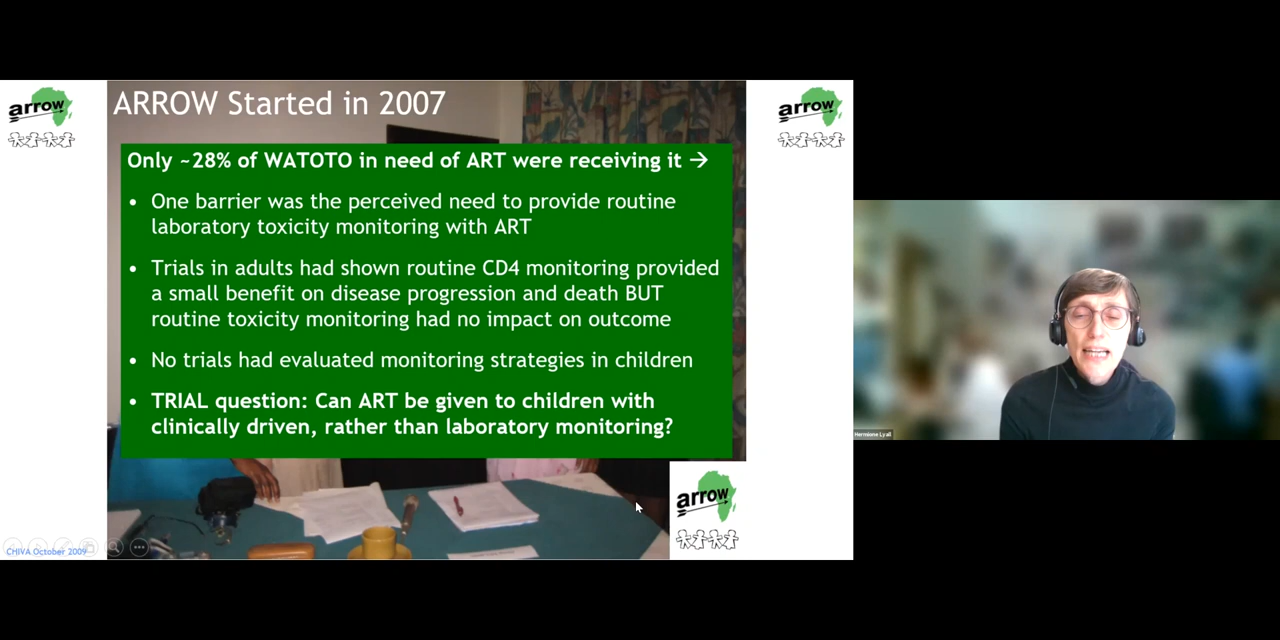 arrow
ARROW Started in 2007
arrow
Only ~28% of WATOTO in need of ART were receiving it →
• One barrier was the perceived need to provide routine
laboratory toxicity monitoring with ART
• Trials in adults had shown routine CD4 monitoring provided
a small benefit on disease progression and death BUT
routine toxicity monitoring had no impact on outcome
• No trials had evaluated monitoring strategies in children
• TRIAL question: Can ART be given to children with
clinically driven, rather than laboratory monitoring?
arrow
CHIVA October 2009
Hermione Lyall